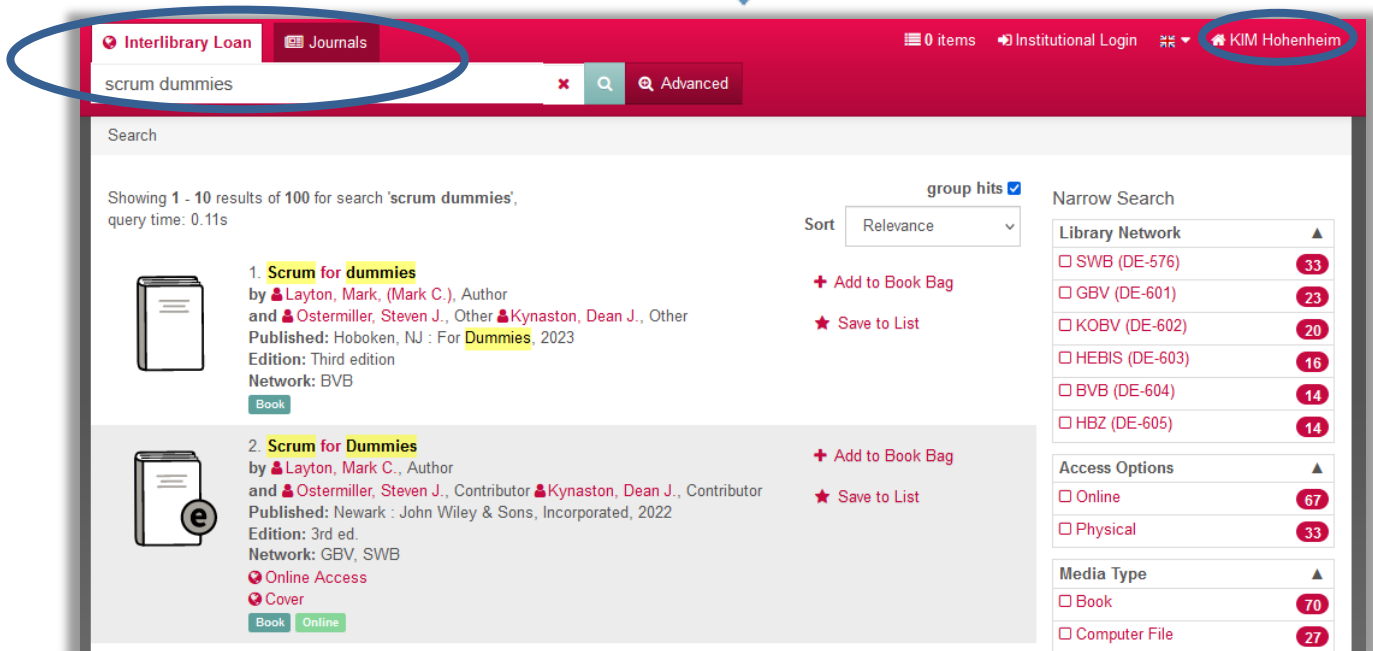 Interlibrary Loan Journals 0 items Institutional Login KIM Hohenheim
scrum dummies Advanced
Search
Showing 1 - 10 results of 100 for search 'scrum dummies',
query time: 0.11s
group hits
Sort Relevance
1. Scrum for dummies
by Layton, Mark, (Mark C.), Author
and Ostermiller, Steven J., Other Kynaston, Dean J., Other
Published: Hoboken, NJ : For Dummies, 2023
Edition: Third edition
Network: BVB
Book
+ Add to Book Bag
Save to List
2. Scrum for Dummies
by Layton, Mark C., Author
and Ostermiller, Steven J., Contributor Kynaston, Dean J., Contributor
Published: Newark : John Wiley & Sons, Incorporated, 2022
Edition: 3rd ed.
Network: GBV, SWB
Online Access
Cover
Book Online
e
+ Add to Book Bag
Save to List
Narrow Search
Library Network
SWB (DE-576) 33
GBV (DE-601) 23
KOBV (DE-602) 20
HEBIS (DE-603) 16
BVB (DE-604) 14
HBZ (DE-605) 14
Access Options
Online 67
Physical 33
Media Type
Book 70
Computer File 27